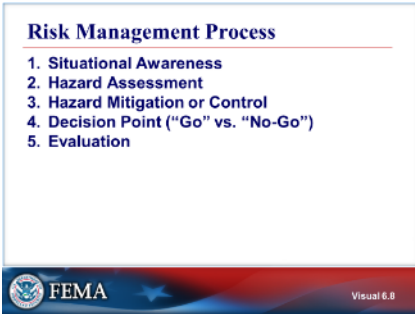 Risk Management Process
1. Situational Awareness
2. Hazard Assessment
3. Hazard Mitigation or Control
4. Decision Point (“Go” vs. “No-Go”)
5. Evaluation
FEMA
Visual 6.8